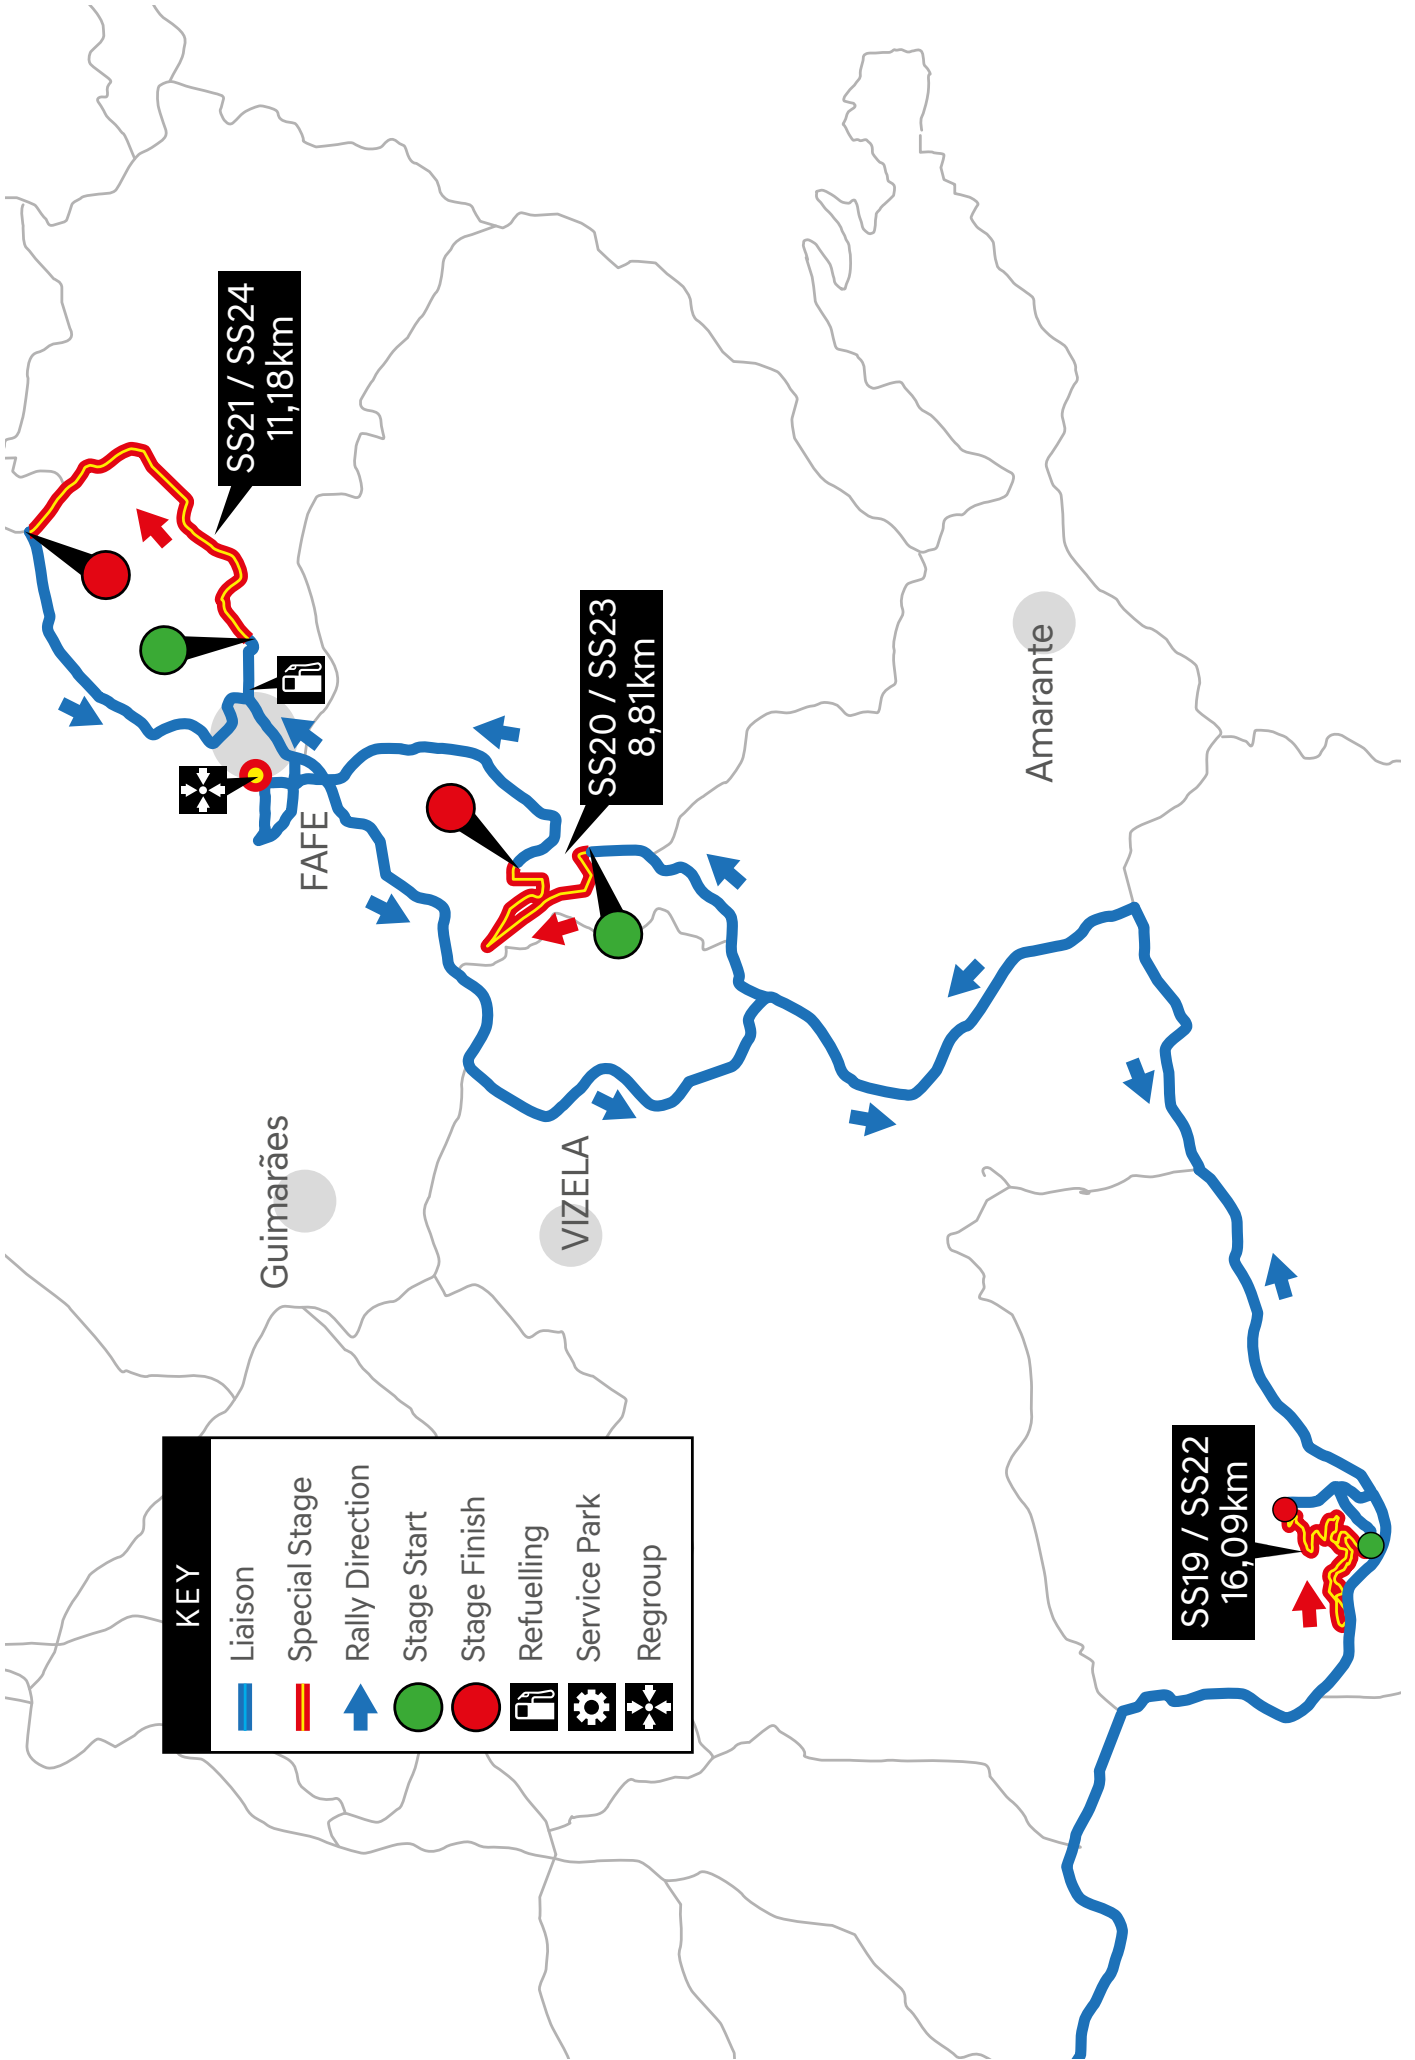 SS21 / SS24
11,18km
FAFE
SS20 / SS23
8,81km
Amarante
Guimarães
VIZELA
KEY
Liaison
Special Stage
Rally Direction
Stage Start
Stage Finish
Refuelling
Service Park
Regroup
SS19 / SS22
16,09km